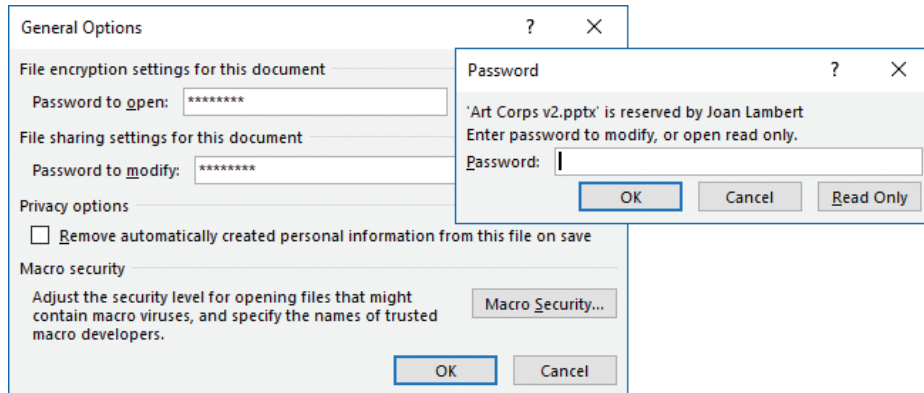 General Options
?
File encryption settings for this document
Password to open:
********
File sharing settings for this document
Password to modify:
********
Privacy options
Remove automatically created personal information from this file on save
Macro security
Adjust the security level for opening files that might
contain macro viruses, and specify the names of trusted
macro developers.
Macro Security...
OK
Cancel
Password
?
'Art Corps v2.pptx' is reserved by Joan Lambert
Enter password to modify, or open read only.
Password:
OK
Cancel
Read Only